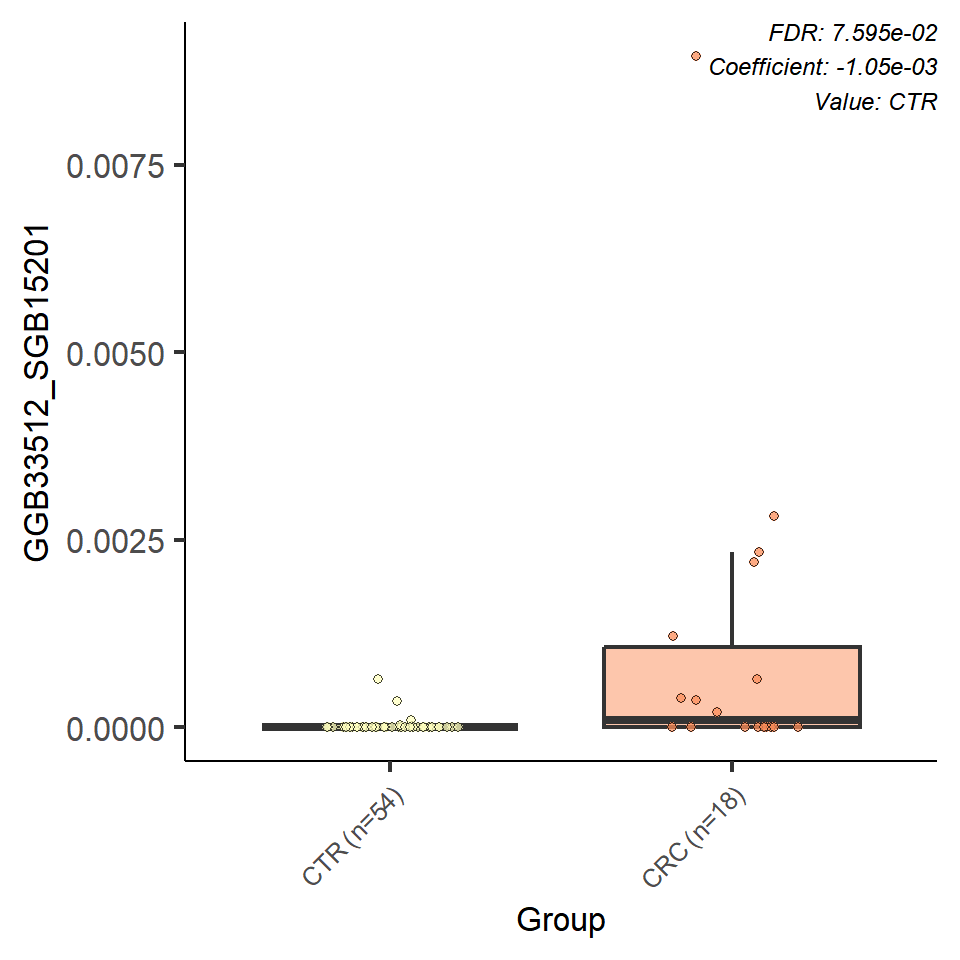 FDR: 7.595e-02
Coefficient: -1.05e-03
Value: CTR
GGB33512_SGB15201
0.0075
0.0050
0.0025
0.0000
CTR (n=54)
CRC (n=18)
Group